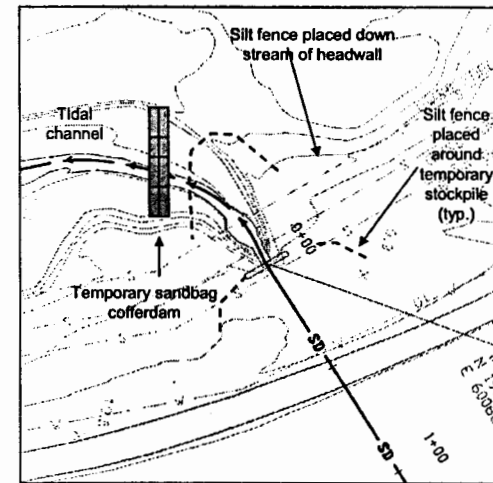 Silt fence placed down
stream of headwall
Tidal
channel
Silt fence
placed
around
temporary
stockpile
(typ.)
0+00
Temporary sandbag
cofferdam
SD
SD
1+00